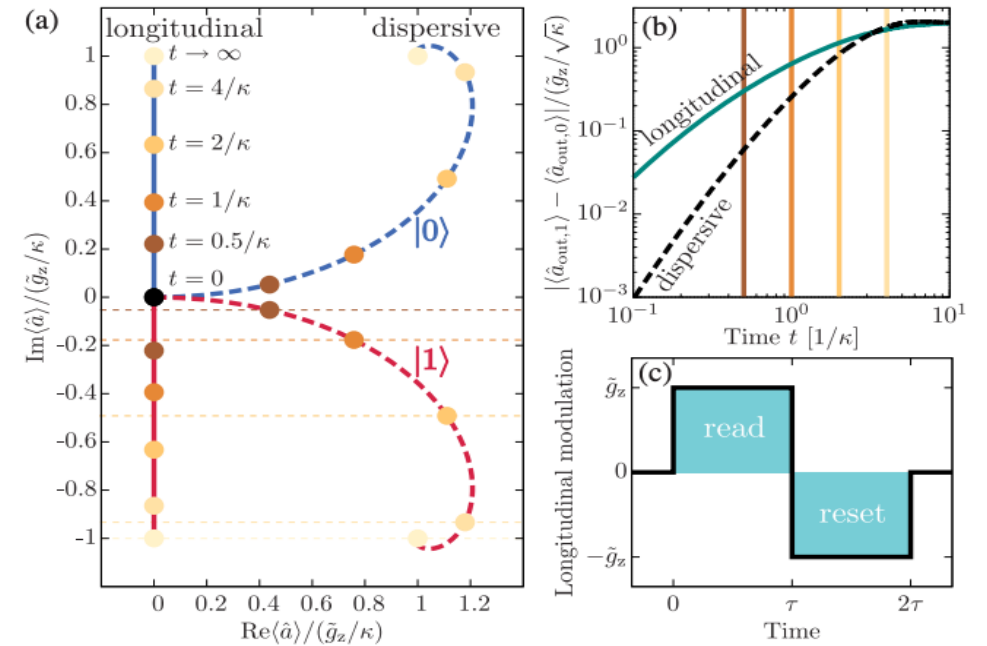 (a)
longitudinal dispersive
t → ∞
t = 4/κ
t = 2/κ
t = 1/κ
t = 0.5/κ
t = 0
|0⟩
|1⟩
1
0.8
0.6
0.4
0.2
0
-0.2
-0.4
-0.6
-0.8
-1
Im⟨â⟩/(g̃z/κ)
0 0.2 0.4 0.6 0.8 1 1.2
Re⟨â⟩/(g̃z/κ)
(b)
longitudinal
dispersive
10⁰
10⁻¹
10⁻²
10⁻³
|⟨âout,1⟩ − ⟨âout,0⟩|/(g̃z/√κ)
10⁻¹ 10⁰ 10¹
Time t [1/κ]
(c)
g̃z
0
−g̃z
Longitudinal modulation
read
reset
0 τ 2τ
Time